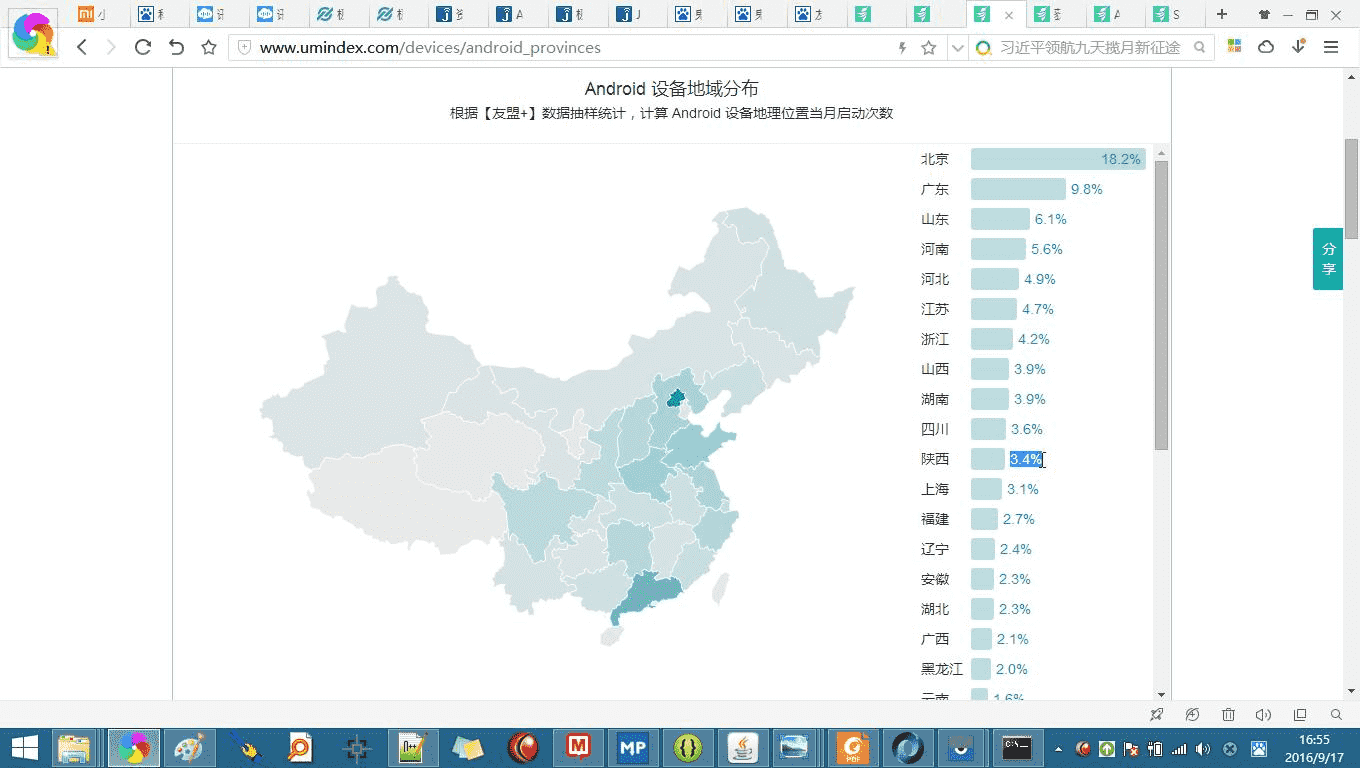 www.umindex.com/devices/android_provinces
习近平领航九天揽月新征途
Android 设备地域分布
根据【友盟+】数据抽样统计，计算 Android 设备地理位置当月启动次数
北京 18.2%
广东 9.8%
山东 6.1%
河南 5.6%
河北 4.9%
江苏 4.7%
浙江 4.2%
山西 3.9%
湖南 3.9%
四川 3.6%
陕西 3.4%
上海 3.1%
福建 2.7%
辽宁 2.4%
安徽 2.3%
湖北 2.3%
广西 2.1%
黑龙江 2.0%
云南 1.6%
分享
16:55
2016/9/17